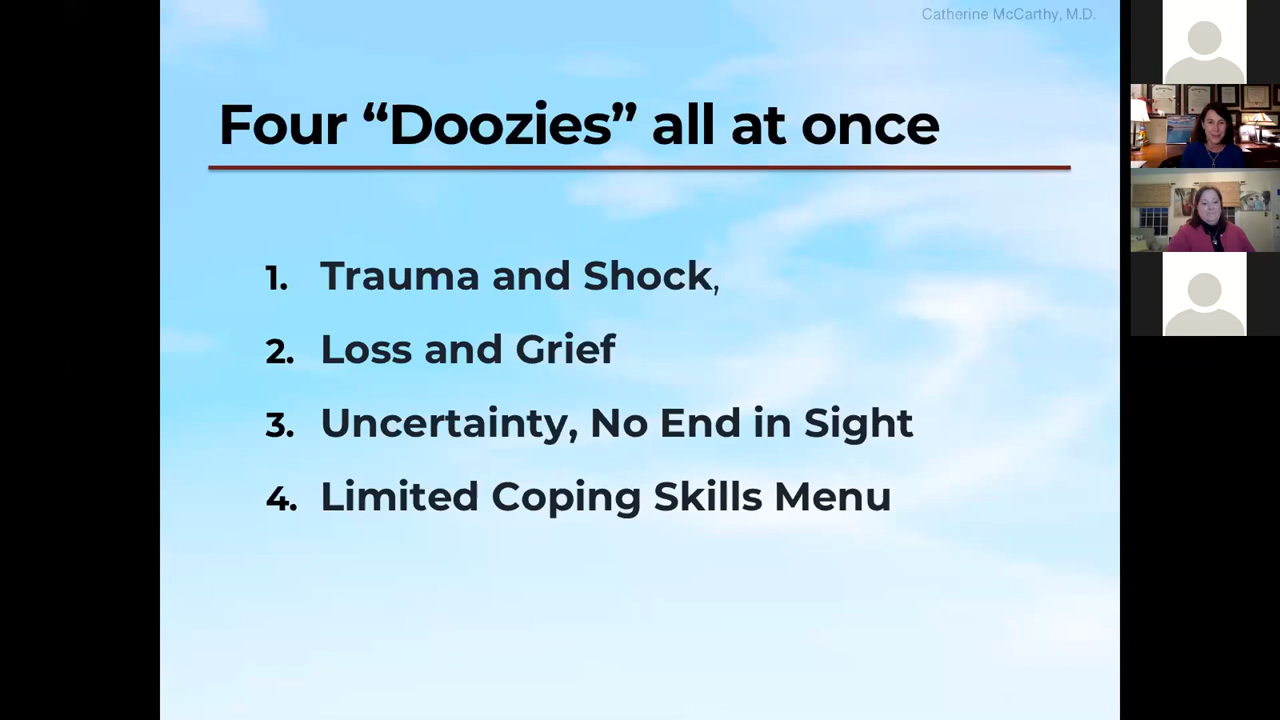 Catherine McCarthy, M.D.
Four “Doozies” all at once
1. Trauma and Shock,
2. Loss and Grief
3. Uncertainty, No End in Sight
4. Limited Coping Skills Menu